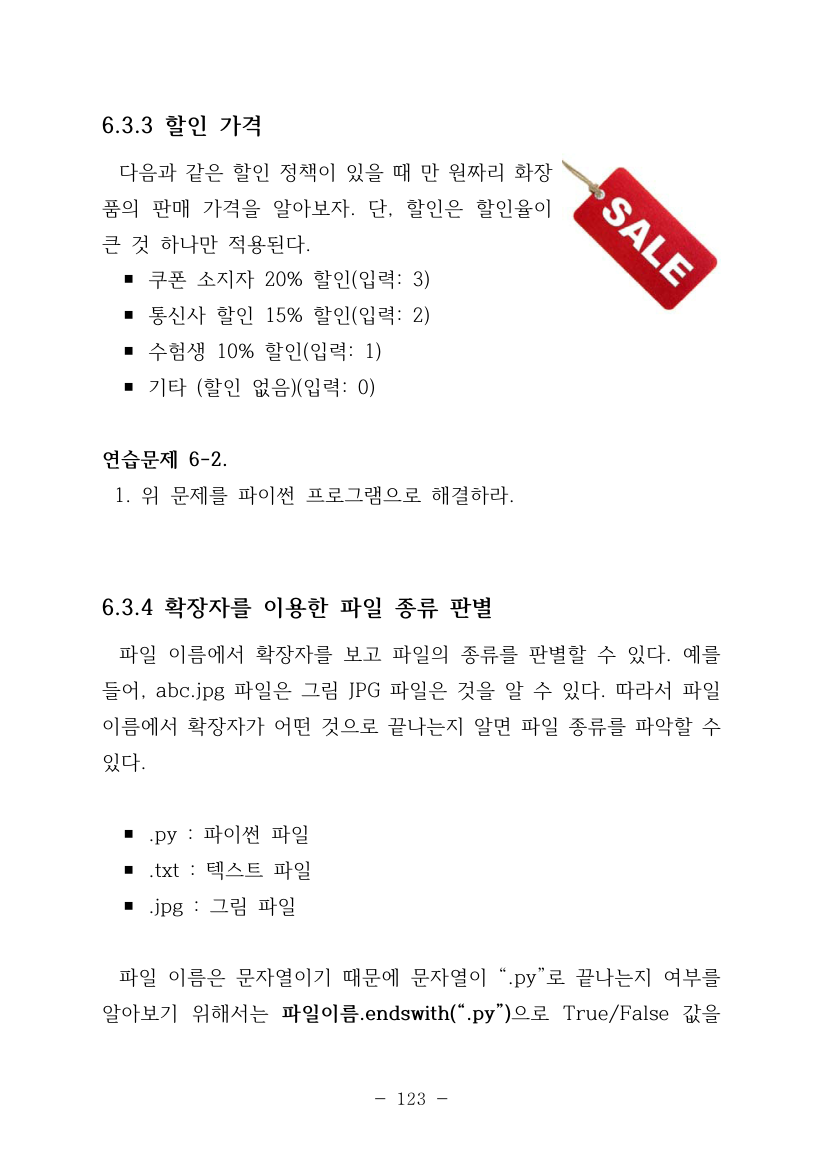 6.3.3 할인 가격
다음과 같은 할인 정책이 있을 때 만 원짜리 화장
품의 판매 가격을 알아보자. 단, 할인은 할인율이
큰 것 하나만 적용된다.
SALE
▪ 쿠폰 소지자 20% 할인(입력: 3)
▪ 통신사 할인 15% 할인(입력: 2)
▪ 수험생 10% 할인(입력: 1)
▪ 기타 (할인 없음)(입력: 0)
연습문제 6-2.
1. 위 문제를 파이썬 프로그램으로 해결하라.
6.3.4 확장자를 이용한 파일 종류 판별
파일 이름에서 확장자를 보고 파일의 종류를 판별할 수 있다. 예를
들어, abc.jpg 파일은 그림 JPG 파일은 것을 알 수 있다. 따라서 파일
이름에서 확장자가 어떤 것으로 끝나는지 알면 파일 종류를 파악할 수
있다.
▪ .py : 파이썬 파일
▪ .txt : 텍스트 파일
▪ .jpg : 그림 파일
파일 이름은 문자열이기 때문에 문자열이 “.py”로 끝나는지 여부를
알아보기 위해서는 파일이름.endswith(“.py”)으로 True/False 값을
- 123 -